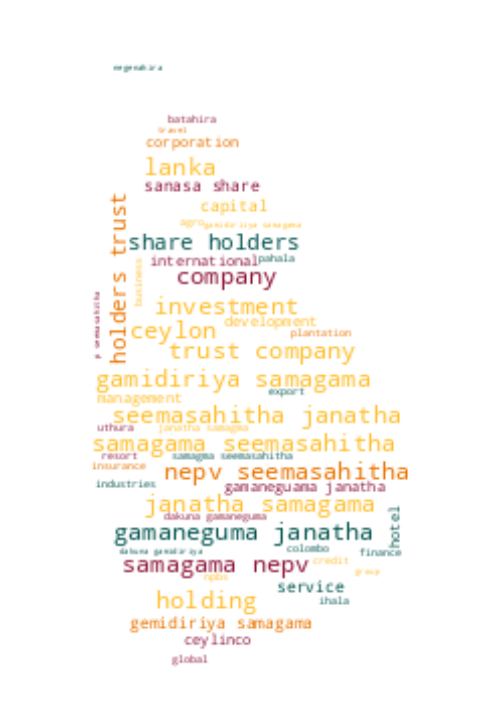 negenahira
batahira
travel
corporation
lanka
sanasa share
capital
agro
gamidiriya samagama
share holders
holders trust
international
pahala
business
company
p seemasahitha
investment
development
ceylon
plantation
trust company
gamidiriya samagama
export
management
seemasahitha janatha
uthura
janatha samagma
samagama seemasahitha
resort
samagma seemasahitha
insurance
nepv seemasahitha
industries
gamaneguama janatha
janatha samagama
hotel
dakuna gamaneguma
gamaneguma janatha
colombo
dakuna gamidiriya
finance
samagama nepv
credit
group
npbs
service
holding
ihala
gemidiriya samagama
ceylinco
global